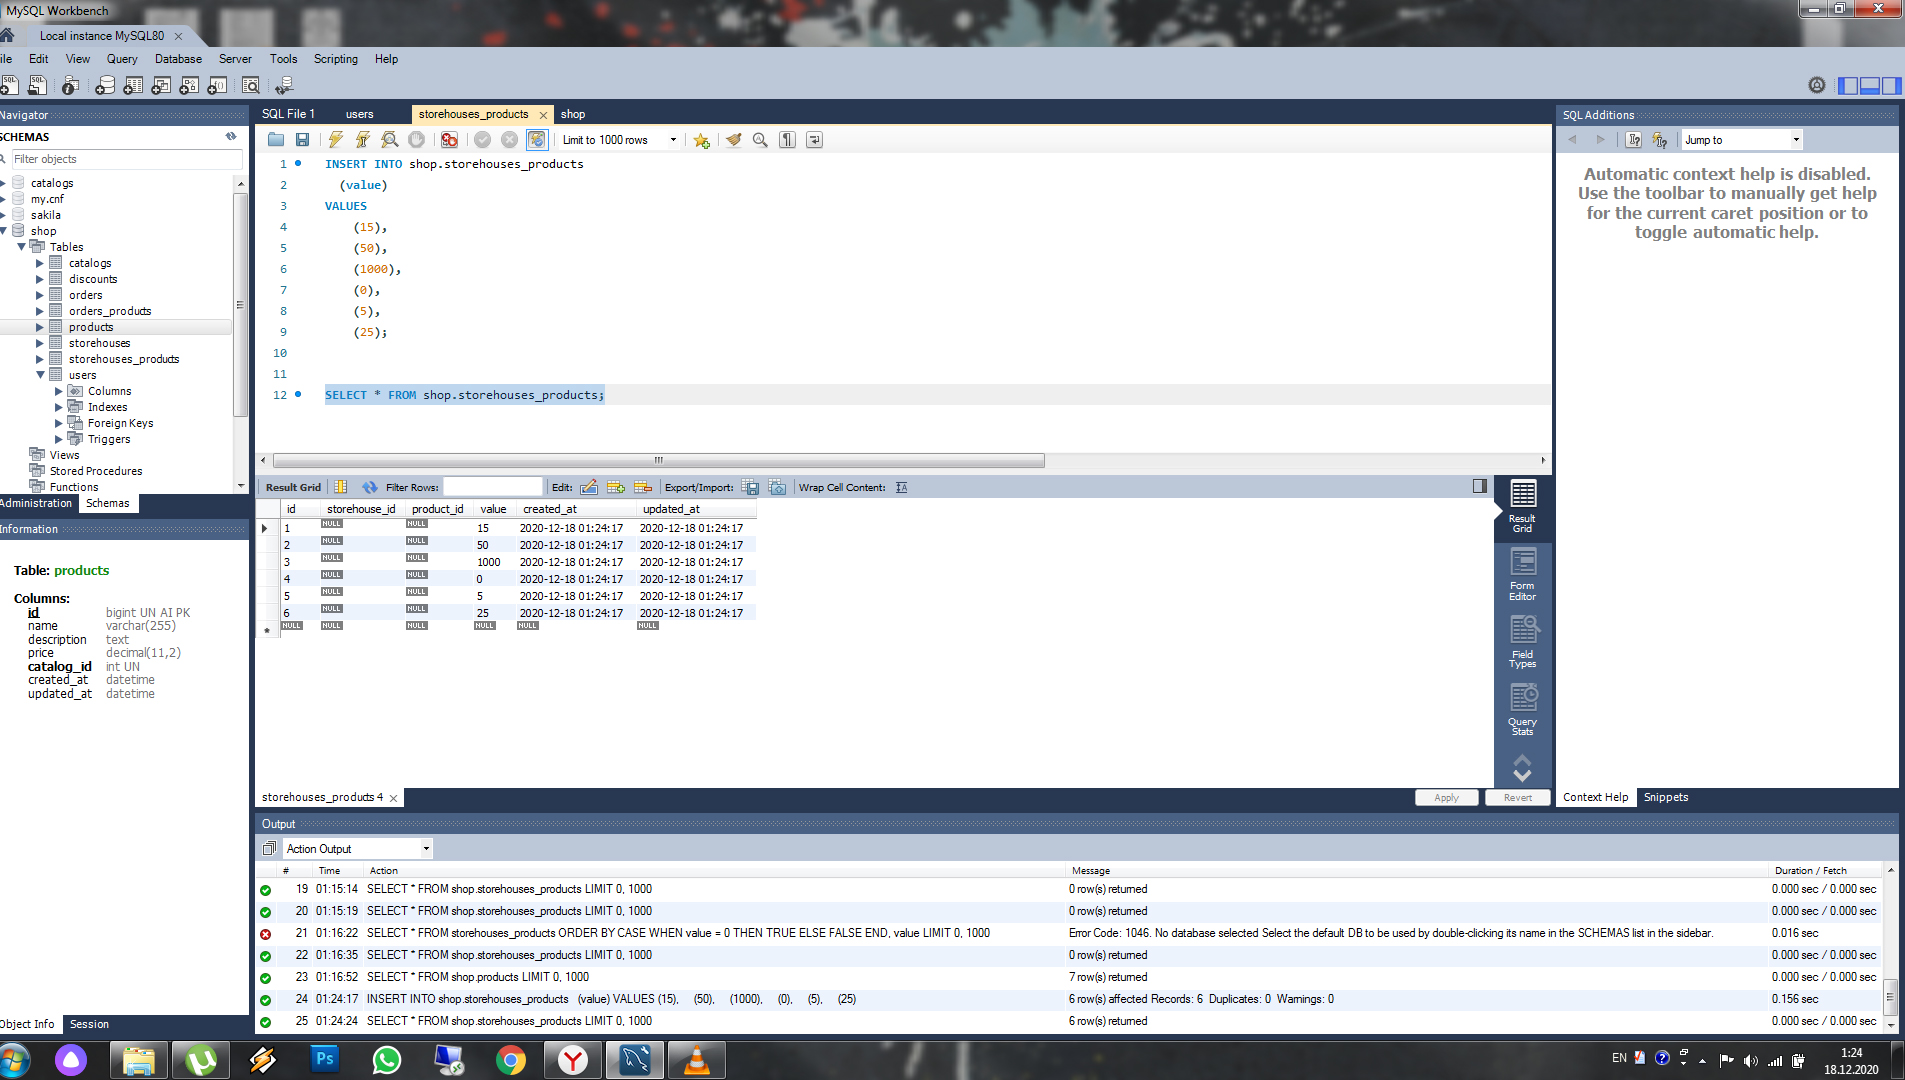 MySQL Workbench
Local instance MySQL80
ile Edit View Query Database Server Tools Scripting Help
Navigator
SCHEMAS
Filter objects
catalogs
my.cnf
sakila
shop
Tables
catalogs
discounts
orders
orders_products
products
storehouses
storehouses_products
users
Columns
Indexes
Foreign Keys
Triggers
Views
Stored Procedures
Functions
Administration Schemas
Information
Table: products
Columns:
id bigint UN AI PK
name varchar(255)
description text
price decimal(11,2)
catalog_id int UN
created_at datetime
updated_at datetime
Object Info Session
SQL File 1 users storehouses_products shop
Limit to 1000 rows
1 INSERT INTO shop.storehouses_products
2 (value)
3 VALUES
4 (15),
5 (50),
6 (1000),
7 (0),
8 (5),
9 (25);
10
11
12 SELECT * FROM shop.storehouses_products;
Result Grid Filter Rows: Edit: Export/Import: Wrap Cell Content:
id storehouse_id product_id value created_at updated_at
1 NULL NULL 15 2020-12-18 01:24:17 2020-12-18 01:24:17
2 NULL NULL 50 2020-12-18 01:24:17 2020-12-18 01:24:17
3 NULL NULL 1000 2020-12-18 01:24:17 2020-12-18 01:24:17
4 NULL NULL 0 2020-12-18 01:24:17 2020-12-18 01:24:17
5 NULL NULL 5 2020-12-18 01:24:17 2020-12-18 01:24:17
6 NULL NULL 25 2020-12-18 01:24:17 2020-12-18 01:24:17
* NULL NULL NULL NULL NULL NULL
Result
Grid
Form
Editor
Field
Types
Query
Stats
storehouses_products 4
Apply Revert
SQL Additions
Jump to
Automatic context help is disabled.
Use the toolbar to manually get help
for the current caret position or to
toggle automatic help.
Context Help Snippets
Output
Action Output
# Time Action Message Duration / Fetch
19 01:15:14 SELECT * FROM shop.storehouses_products LIMIT 0, 1000 0 row(s) returned 0.000 sec / 0.000 sec
20 01:15:19 SELECT * FROM shop.storehouses_products LIMIT 0, 1000 0 row(s) returned 0.000 sec / 0.000 sec
21 01:16:22 SELECT * FROM storehouses_products ORDER BY CASE WHEN value = 0 THEN TRUE ELSE FALSE END, value LIMIT 0, 1000 Error Code: 1046. No database selected Select the default DB to be used by double-clicking its name in the SCHEMAS list in the sidebar. 0.016 sec
22 01:16:35 SELECT * FROM shop.storehouses_products LIMIT 0, 1000 0 row(s) returned 0.000 sec / 0.000 sec
23 01:16:52 SELECT * FROM shop.products LIMIT 0, 1000 7 row(s) returned 0.000 sec / 0.000 sec
24 01:24:17 INSERT INTO shop.storehouses_products (value) VALUES (15), (50), (1000), (0), (5), (25) 6 row(s) affected Records: 6 Duplicates: 0 Warnings: 0 0.156 sec
25 01:24:24 SELECT * FROM shop.storehouses_products LIMIT 0, 1000 6 row(s) returned 0.000 sec / 0.000 sec
Ps
EN
1:24
18.12.2020